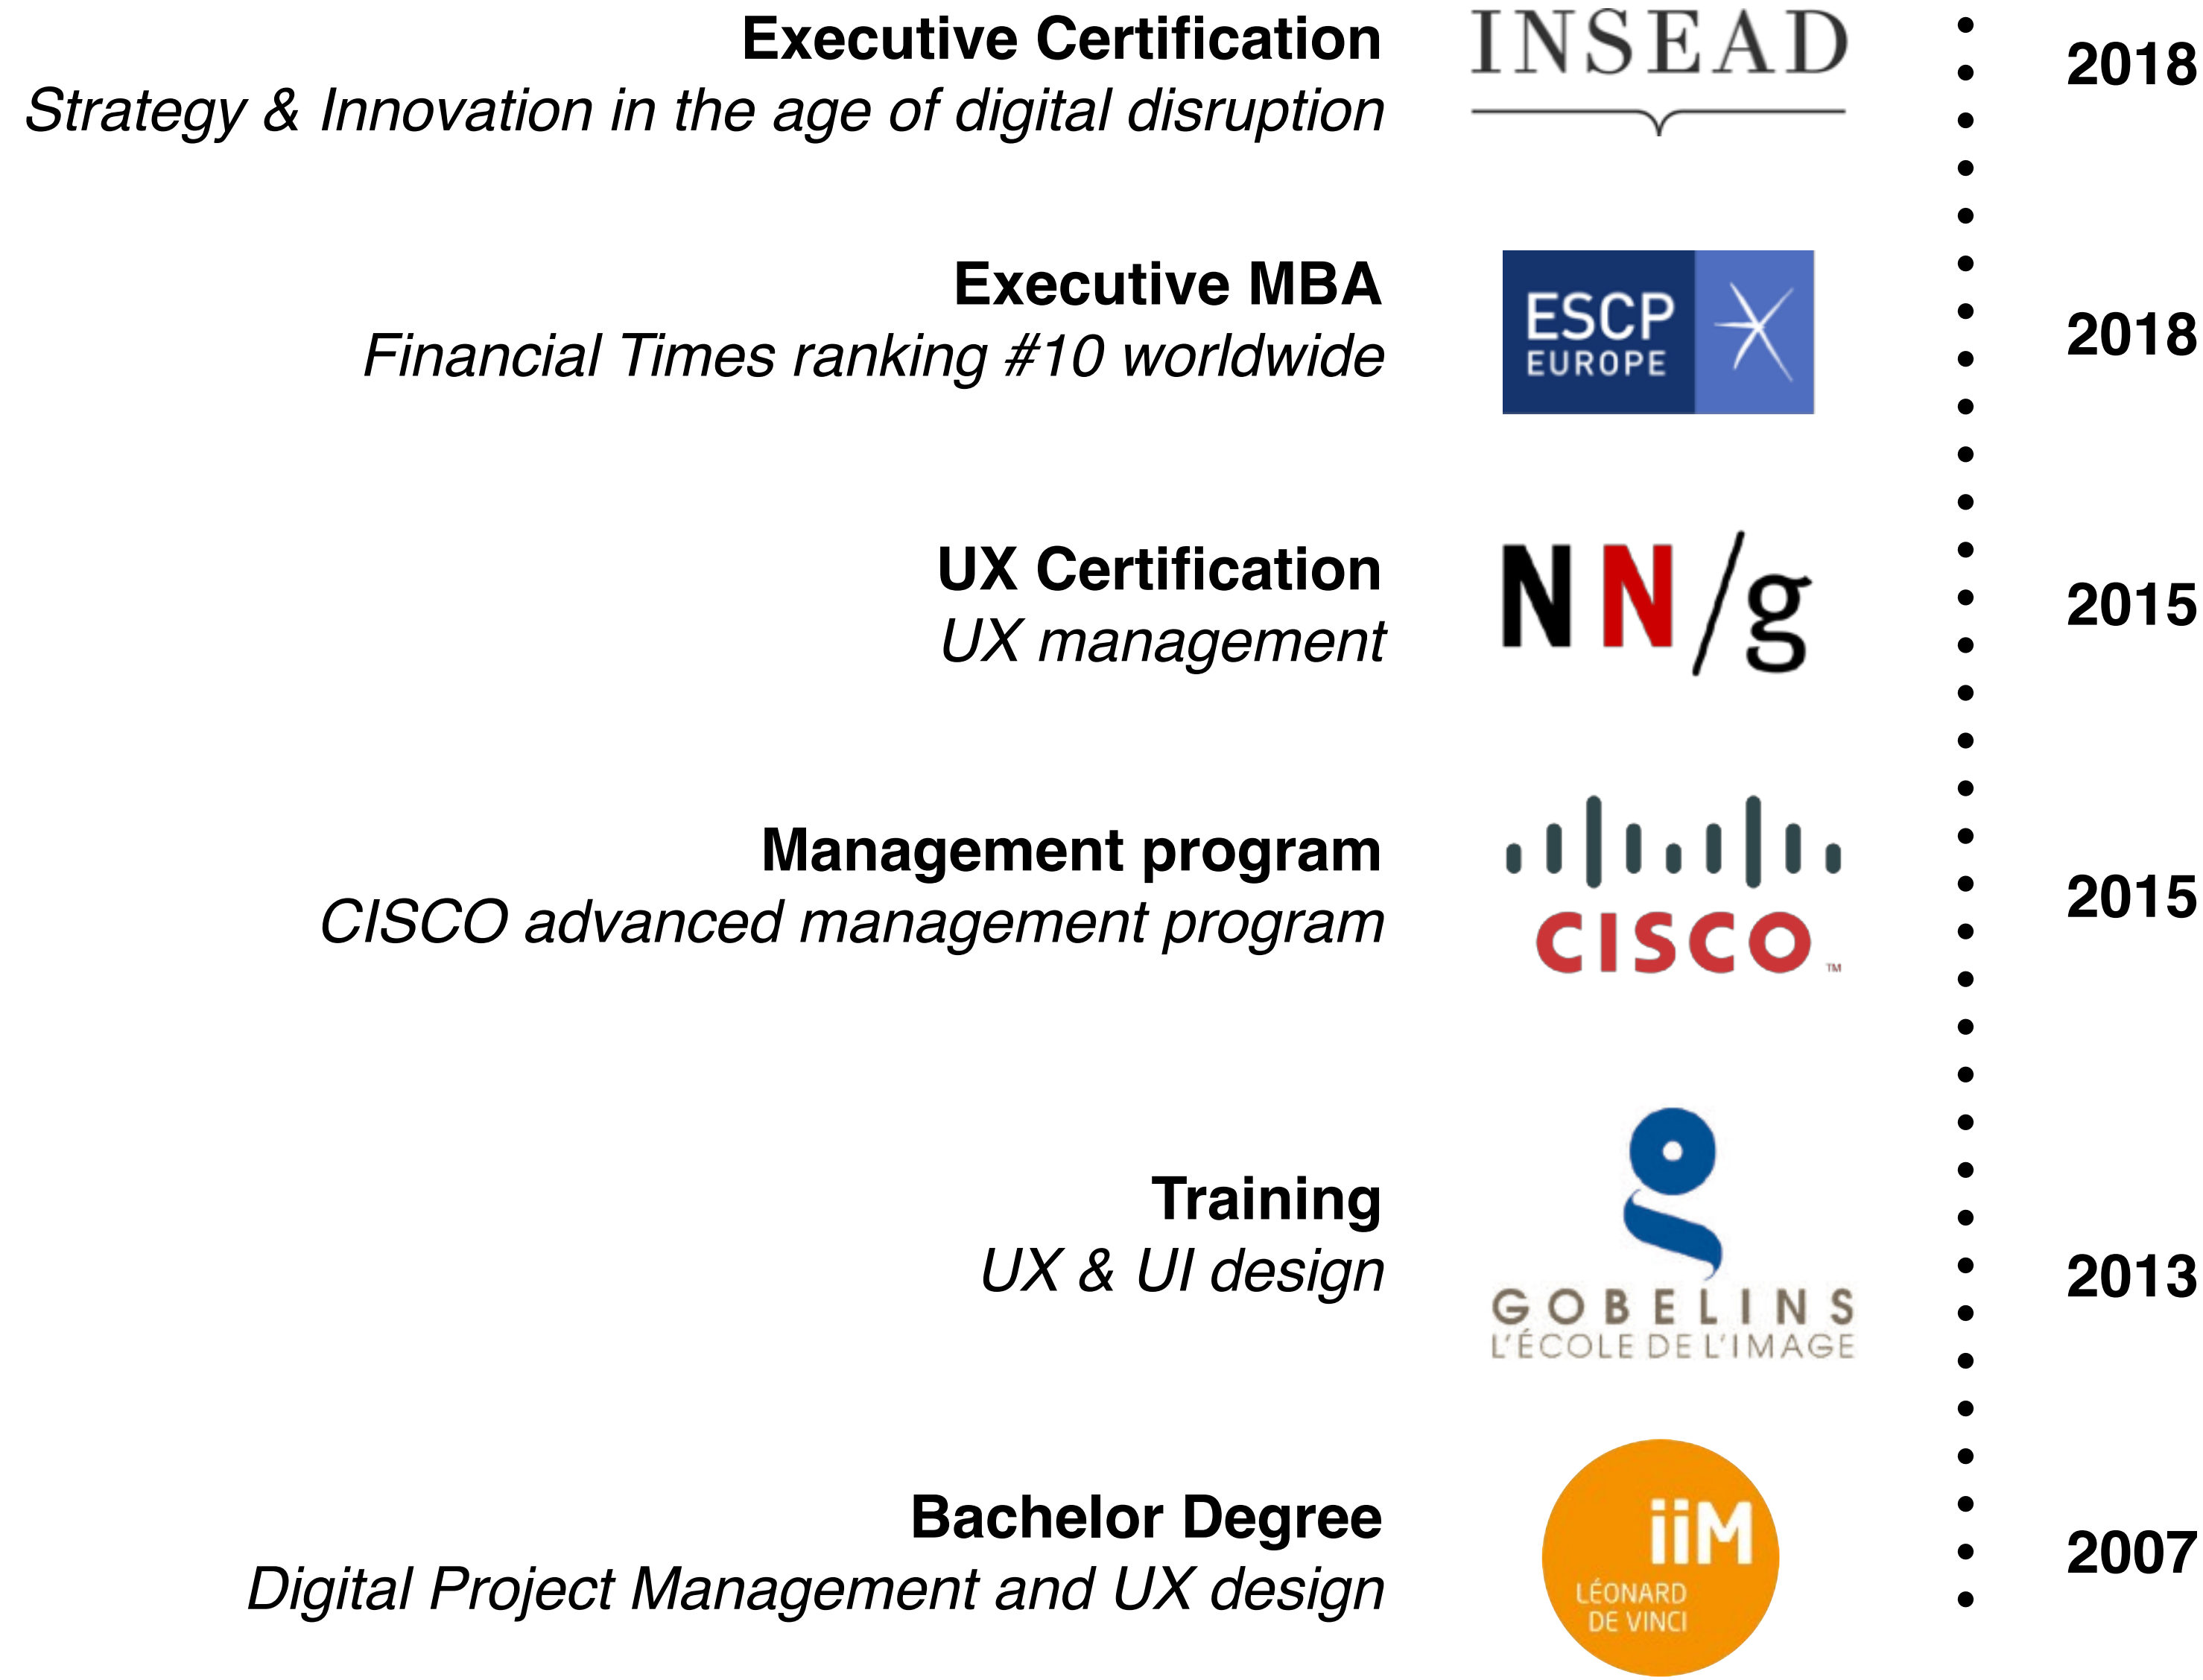 Executive Certification
Strategy & Innovation in the age of digital disruption
INSEAD
2018
Executive MBA
Financial Times ranking #10 worldwide
ESCP
EUROPE
2018
UX Certification
UX management
NN/g
2015
Management program
CISCO advanced management program
CISCO TM
2015
Training
UX & UI design
g
GOBELINS
L'ÉCOLE DE L'IMAGE
2013
Bachelor Degree
Digital Project Management and UX design
iiM
LÉONARD
DE VINCI
2007